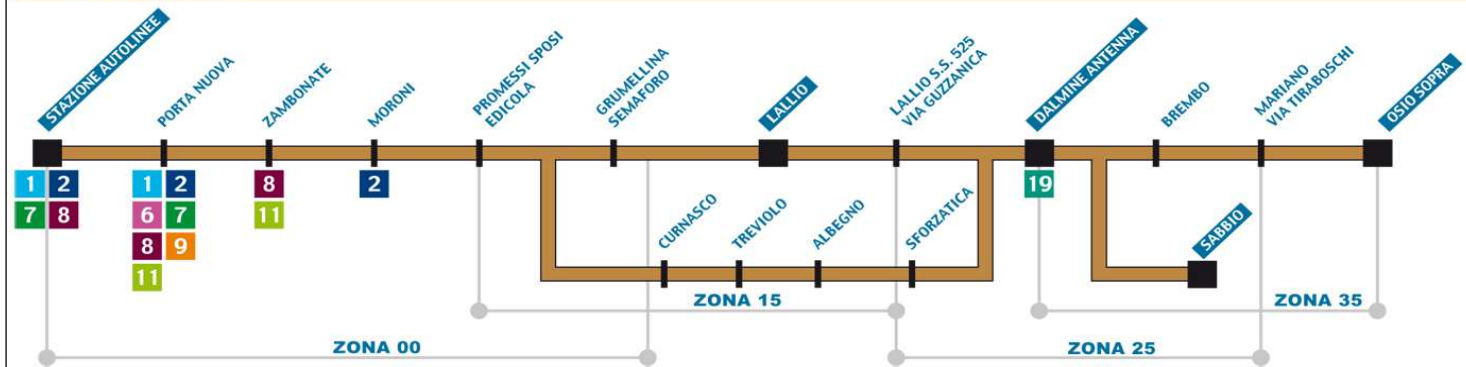 STAZIONE AUTOLINEE
PORTA NUOVA
ZAMBONATE
MORONI
PROMESSI SPOSI
EDICOLA
GRUMELLINA
SEMAFORO
LALLIO
LALLIO S.S. 525
VIA GUZZANICA
DALMINE ANTENNA
BREMBO
MARIANO
VIA TIRABOSCHI
OSIO SOPRA
1 2
7 8
1 2
6 7
8 9
11
8
11
2
19
CURNASCO
TREVIOLO
ALBEGNO
SFORZATICA
SABBIO
ZONA 15
ZONA 35
ZONA 00
ZONA 25